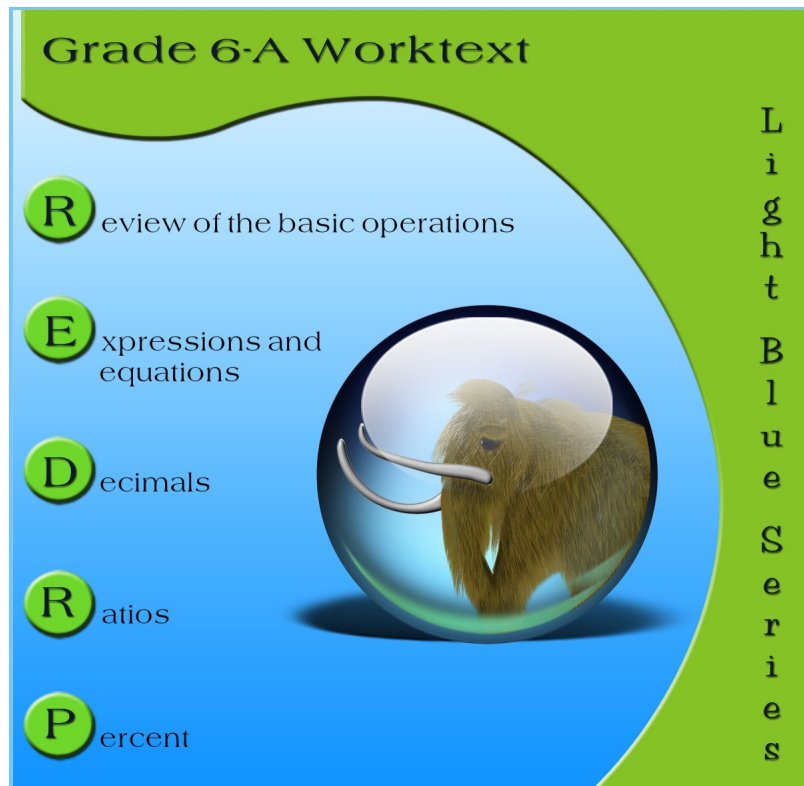 Grade 6-A Worktext
Review of the basic operations
Expressions and
equations
Decimals
Ratios
Percent
Light Blue Series